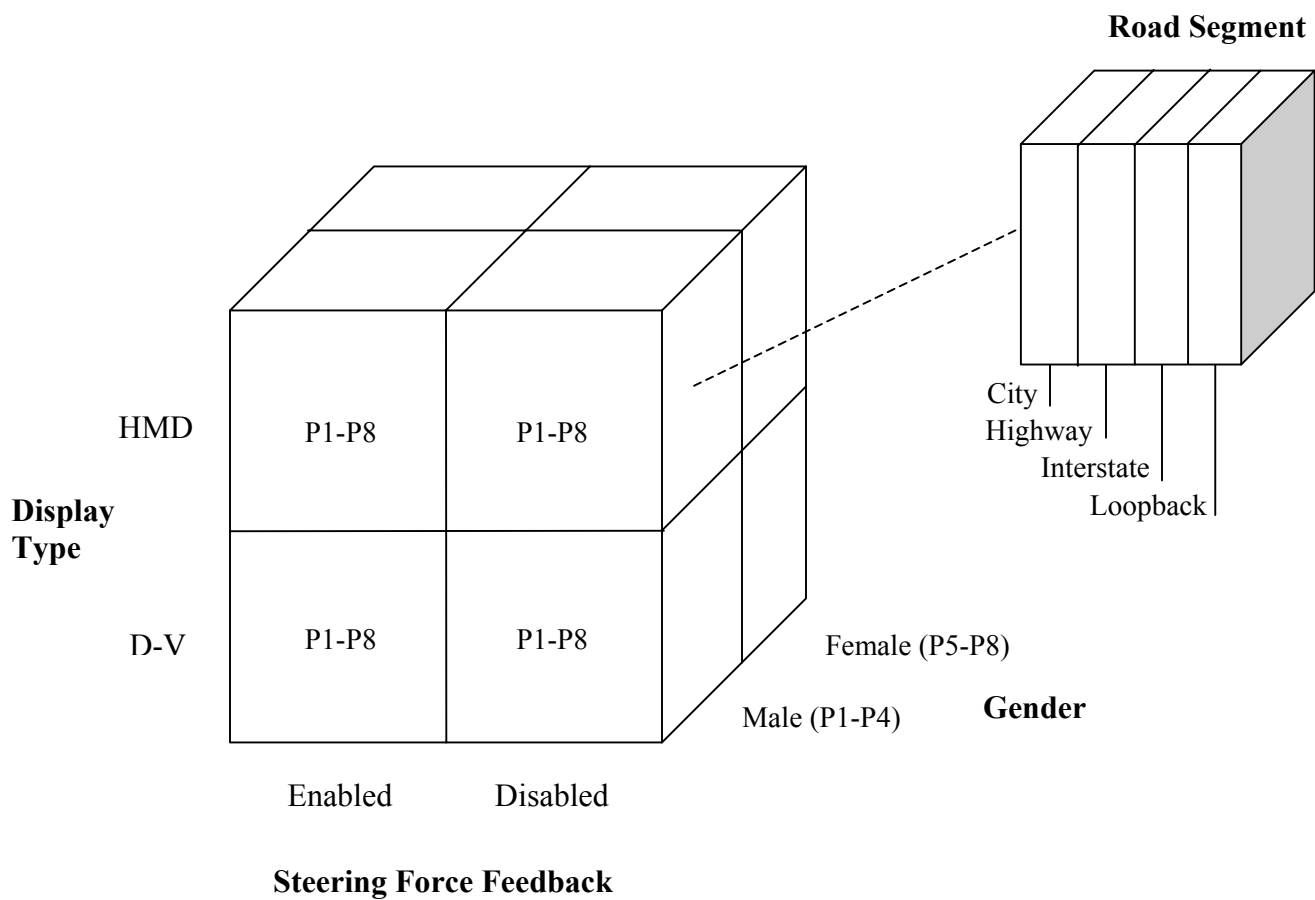 Road Segment
City
Highway
Interstate
Loopback
HMD
P1-P8
P1-P8
Display
Type
D-V
P1-P8
P1-P8
Female (P5-P8)
Male (P1-P4)
Gender
Enabled
Disabled
Steering Force Feedback